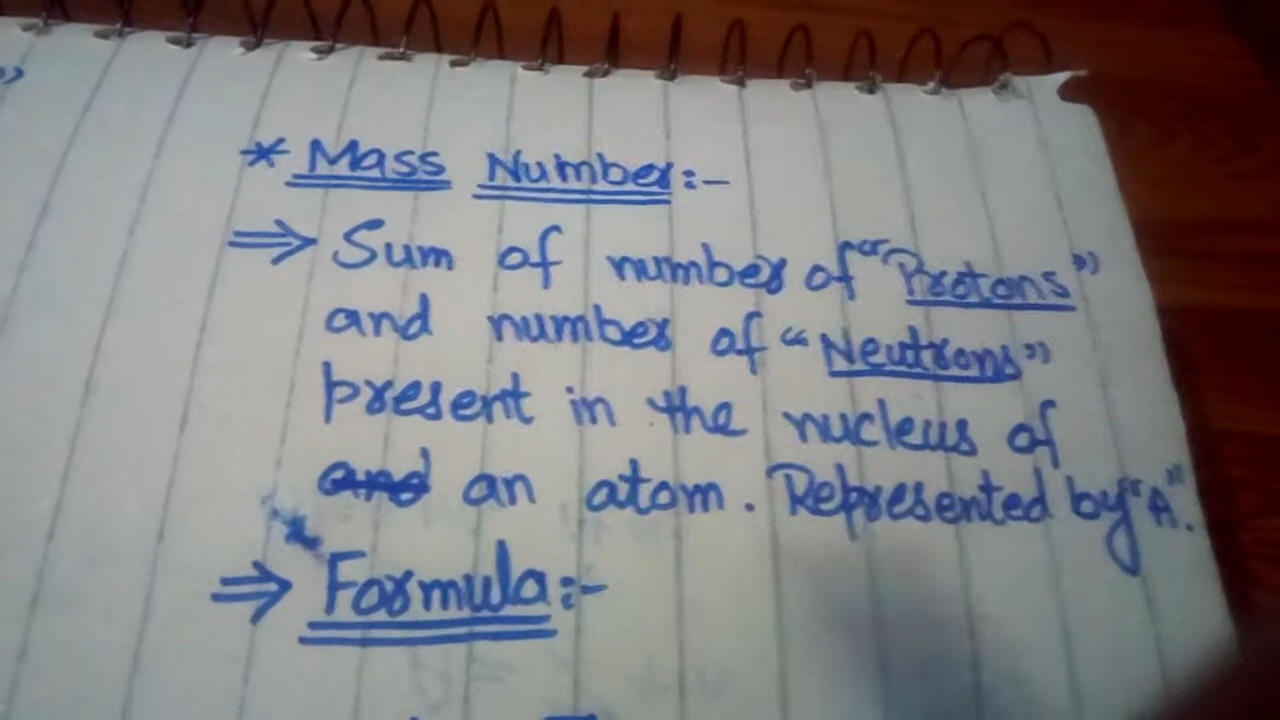 * Mass Number:-
⇒ Sum of number of "Protons"
and number of "Neutrons"
present in the nucleus of
and an atom. Represented by "A".
⇒ Formula:-